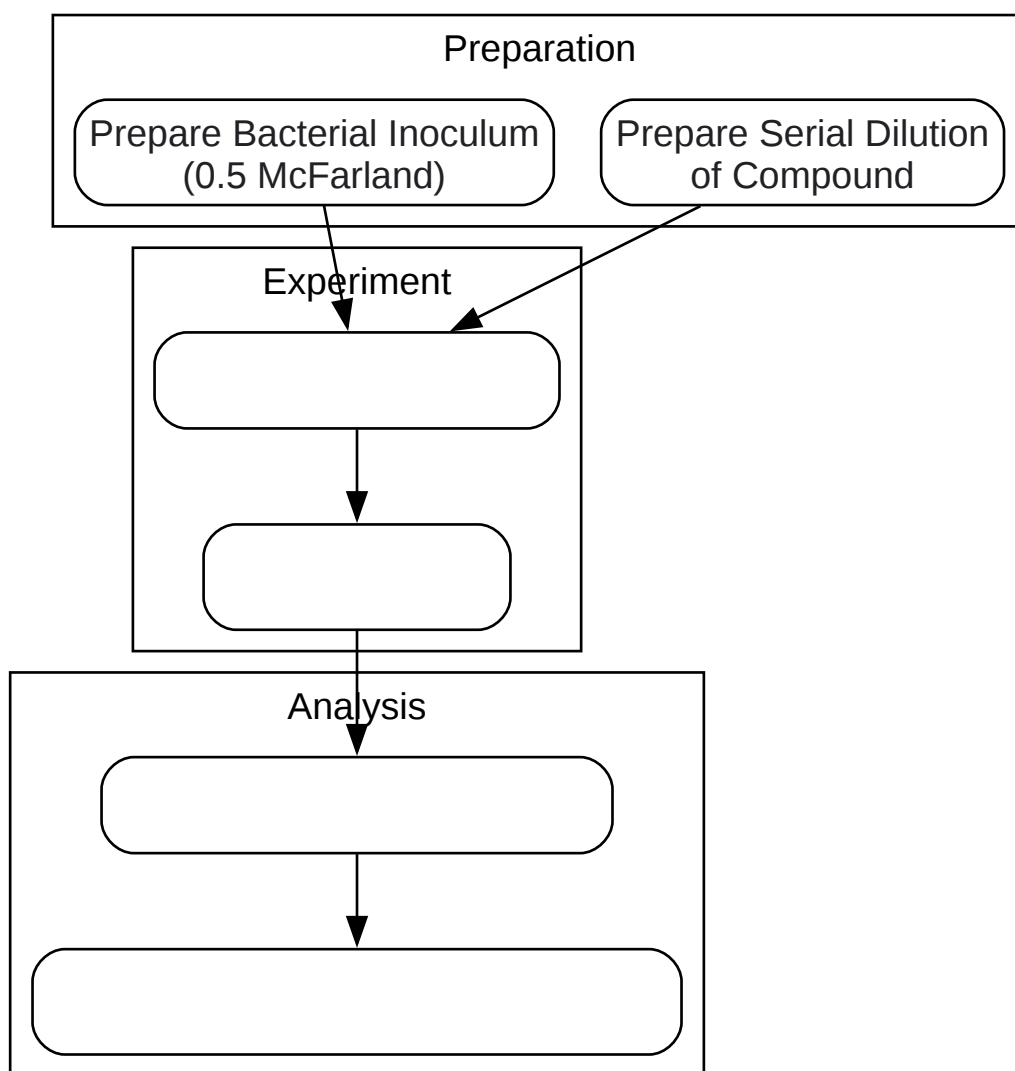 Preparation
Prepare Bacterial Inoculum
(0.5 McFarland)
Prepare Serial Dilution
of Compound
Experiment
Analysis